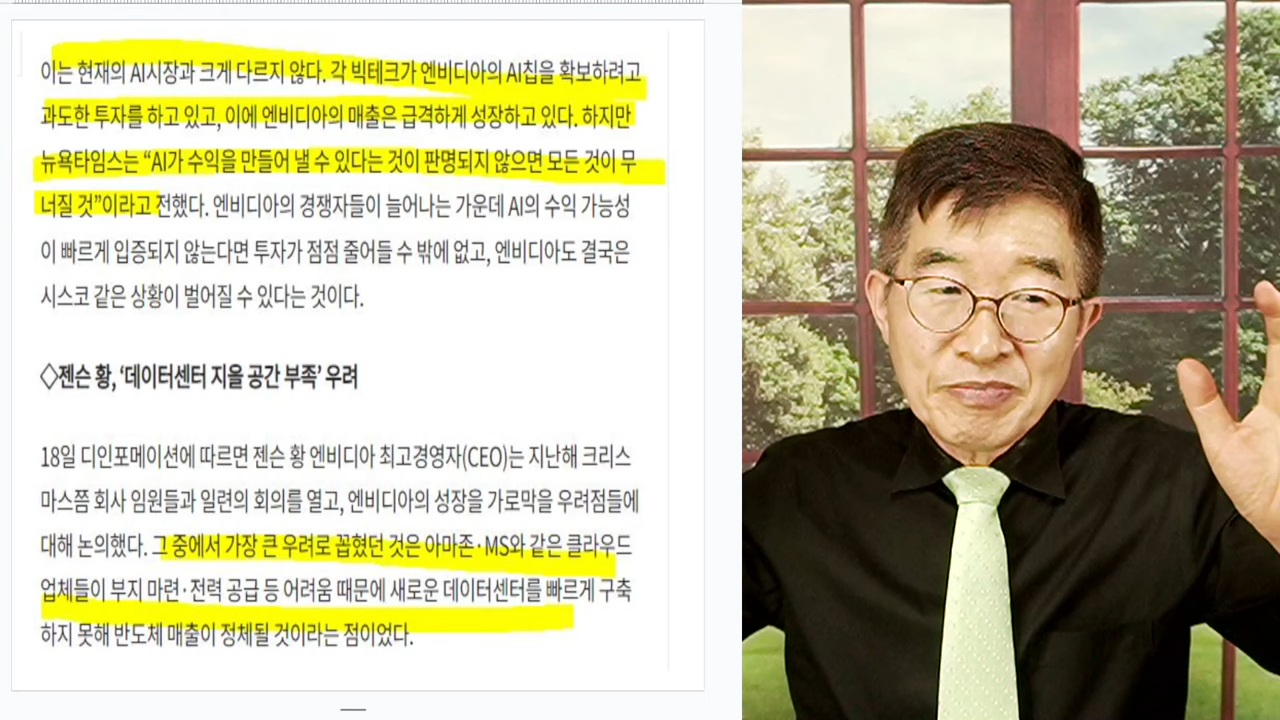 이는 현재의 AI시장과 크게 다르지 않다. 각 빅테크가 엔비디아의 AI칩을 확보하려고
과도한 투자를 하고 있고, 이에 엔비디아의 매출은 급격하게 성장하고 있다. 하지만
뉴욕타임스는 “AI가 수익을 만들어 낼 수 있다는 것이 판명되지 않으면 모든 것이 무
너질 것”이라고 전했다. 엔비디아의 경쟁자들이 늘어나는 가운데 AI의 수익 가능성
이 빠르게 입증되지 않는다면 투자가 점점 줄어들 수 밖에 없고, 엔비디아도 결국은
시스코 같은 상황이 벌어질 수 있다는 것이다.
◇젠슨 황, ‘데이터센터 지을 공간 부족’ 우려
18일 디인포메이션에 따르면 젠슨 황 엔비디아 최고경영자(CEO)는 지난해 크리스
마스쯤 회사 임원들과 일련의 회의를 열고, 엔비디아의 성장을 가로막을 우려점들에
대해 논의했다. 그 중에서 가장 큰 우려로 꼽혔던 것은 아마존·MS와 같은 클라우드
업체들이 부지 마련·전력 공급 등 어려움 때문에 새로운 데이터센터를 빠르게 구축
하지 못해 반도체 매출이 정체될 것이라는 점이었다.